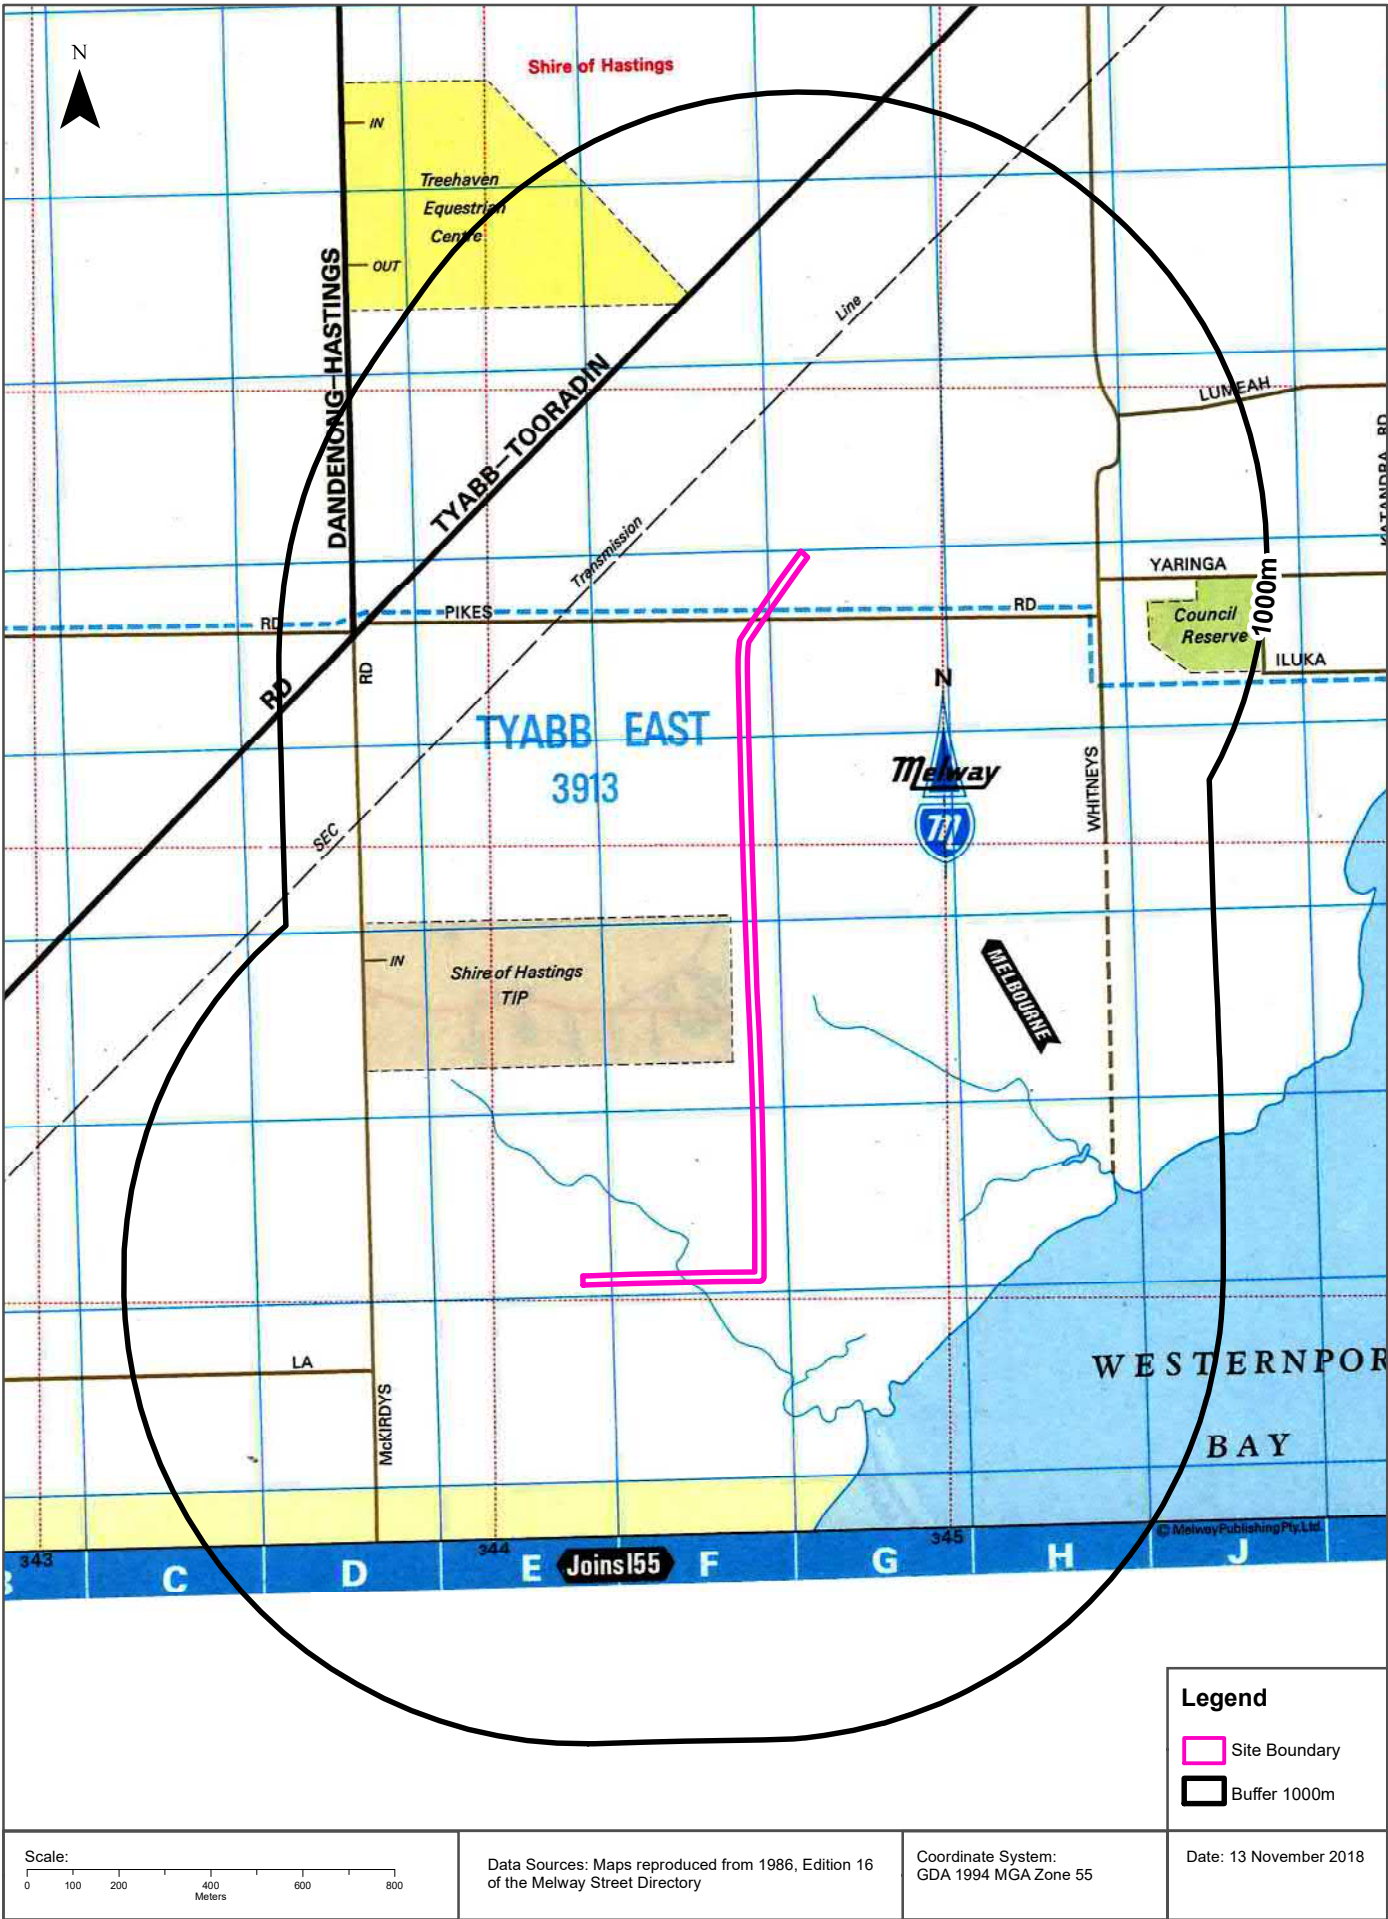 N
Shire of Hastings
IN
Treehaven
Equestrian
Centre
OUT
DANDENONG-HASTINGS
TYABB-TOORADIN
Line
Transmission
LUMEAH
KATANDRA RD
YARINGA
1000m
Council
Reserve
ILUKA
RD
PIKES
RD
RD
RD
N
TYABB EAST
3913
Melway
M
WHITNEYS
SEC
IN
Shire of Hastings
TIP
MELBOURNE
LA
McKIRDYS
WESTERNPOR
BAY
© Melway Publishing Pty. Ltd.
343
344
345
C
D
E
Joins 155
F
G
H
J
Legend
Site Boundary
Buffer 1000m
Scale:
0 100 200 400 600 800
Meters
Data Sources: Maps reproduced from 1986, Edition 16
of the Melway Street Directory
Coordinate System:
GDA 1994 MGA Zone 55
Date: 13 November 2018